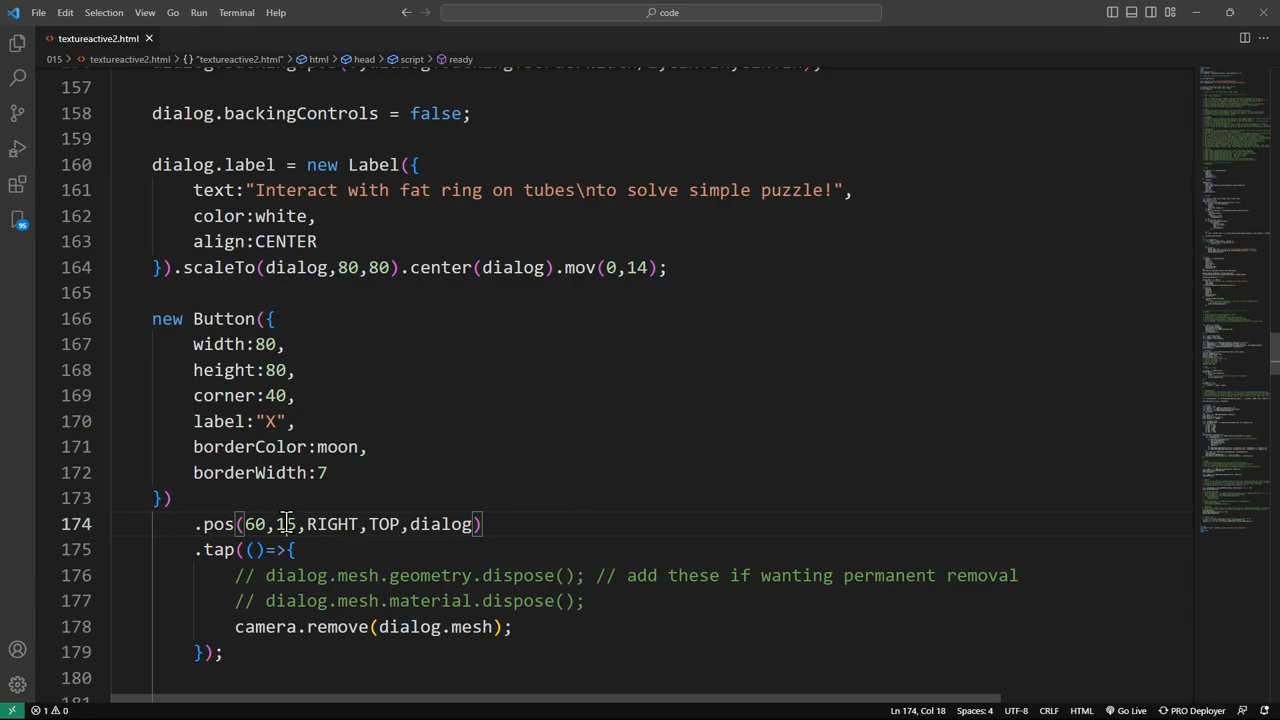 File Edit Selection View Go Run Terminal Help
code
textureactive2.html
015 textureactive2.html "textureactive2.html" html head script ready
157
158 dialog.backingControls = false;
159
160 dialog.label = new Label({
161 text:"Interact with fat ring on tubes\nto solve simple puzzle!",
162 color:white,
163 align:CENTER
164 }).scaleTo(dialog,80,80).center(dialog).mov(0,14);
165
166 new Button({
167 width:80,
168 height:80,
169 corner:40,
170 label:"X",
171 borderColor:moon,
172 borderWidth:7
173 })
174 .pos(60,15,RIGHT,TOP,dialog)
175 .tap(()=>{
176 // dialog.mesh.geometry.dispose(); // add these if wanting permanent removal
177 // dialog.mesh.material.dispose();
178 camera.remove(dialog.mesh);
179 });
180
95
1 0 Ln 174, Col 18 Spaces: 4 UTF-8 CRLF HTML Go Live PRO Deployer